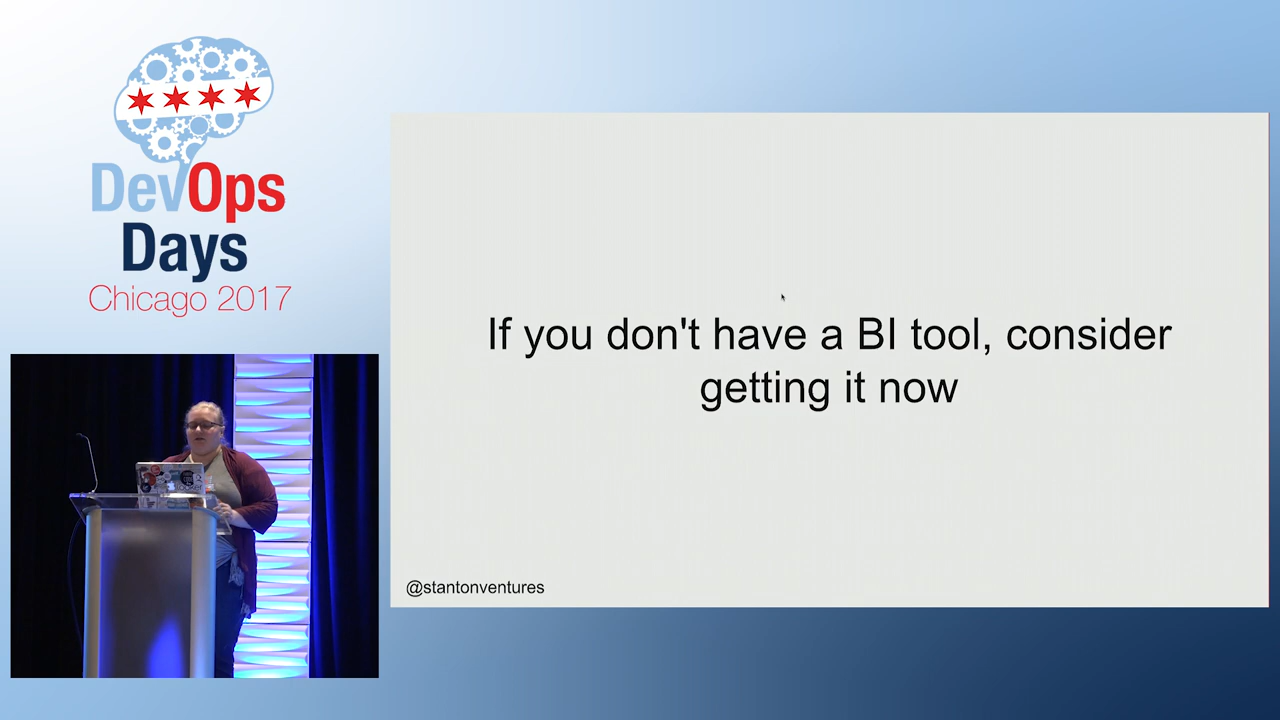 DevOps
Days
Chicago 2017
If you don't have a BI tool, consider
getting it now
@stantonventures